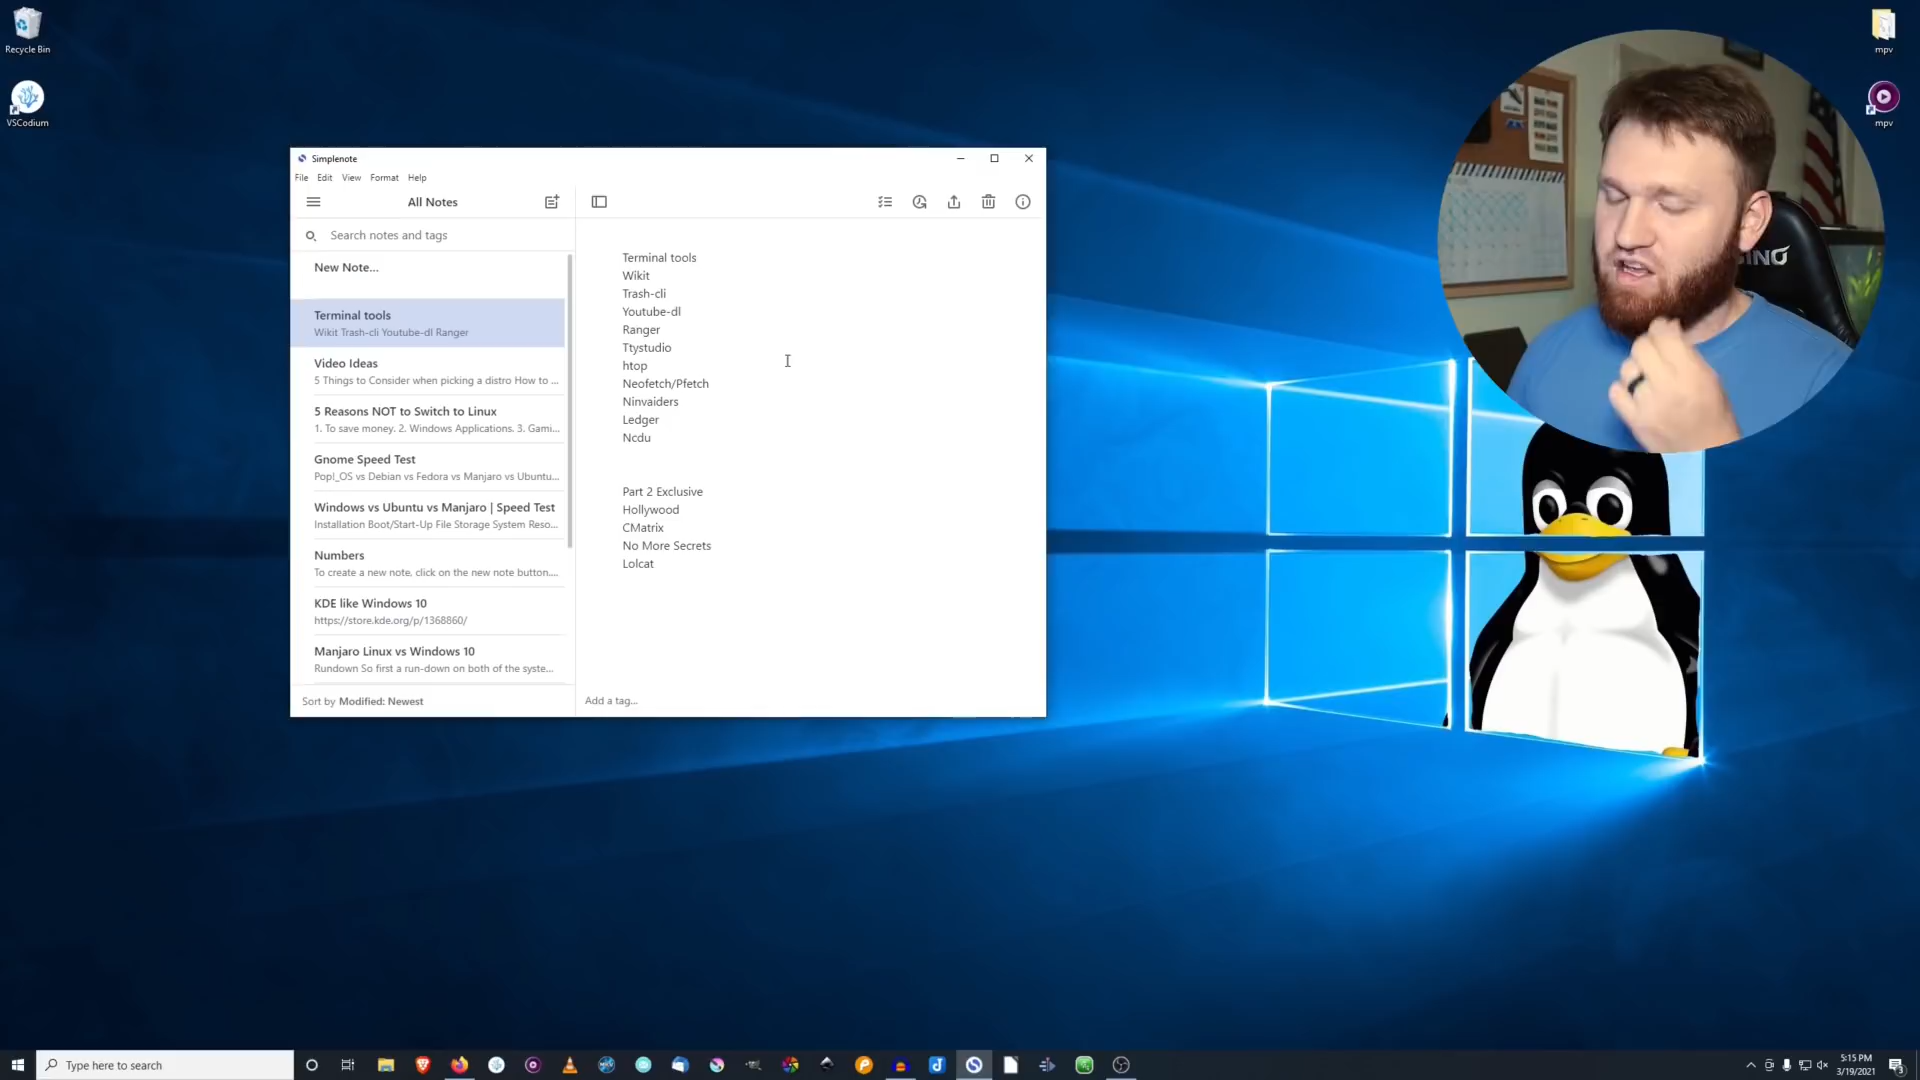 Recycle Bin
VSCodium
mpv
mpv
Simplenote
File Edit View Format Help
All Notes
Search notes and tags
New Note...
Terminal tools
Wikit Trash-cli Youtube-dl Ranger
Video Ideas
5 Things to Consider when picking a distro How to ...
5 Reasons NOT to Switch to Linux
1. To save money. 2. Windows Applications. 3. Gami...
Gnome Speed Test
Pop!_OS vs Debian vs Fedora vs Manjaro vs Ubuntu...
Windows vs Ubuntu vs Manjaro | Speed Test
Installation Boot/Start-Up File Storage System Reso...
Numbers
To create a new note, click on the new note button....
KDE like Windows 10
https://store.kde.org/p/1368860/
Manjaro Linux vs Windows 10
Rundown So first a run-down on both of the syste...
Sort by Modified: Newest
Terminal tools
Wikit
Trash-cli
Youtube-dl
Ranger
Ttystudio
htop
Neofetch/Pfetch
Ninvaiders
Ledger
Ncdu
Part 2 Exclusive
Hollywood
CMatrix
No More Secrets
Lolcat
Add a tag...
Type here to search
5:15 PM
3/19/2021